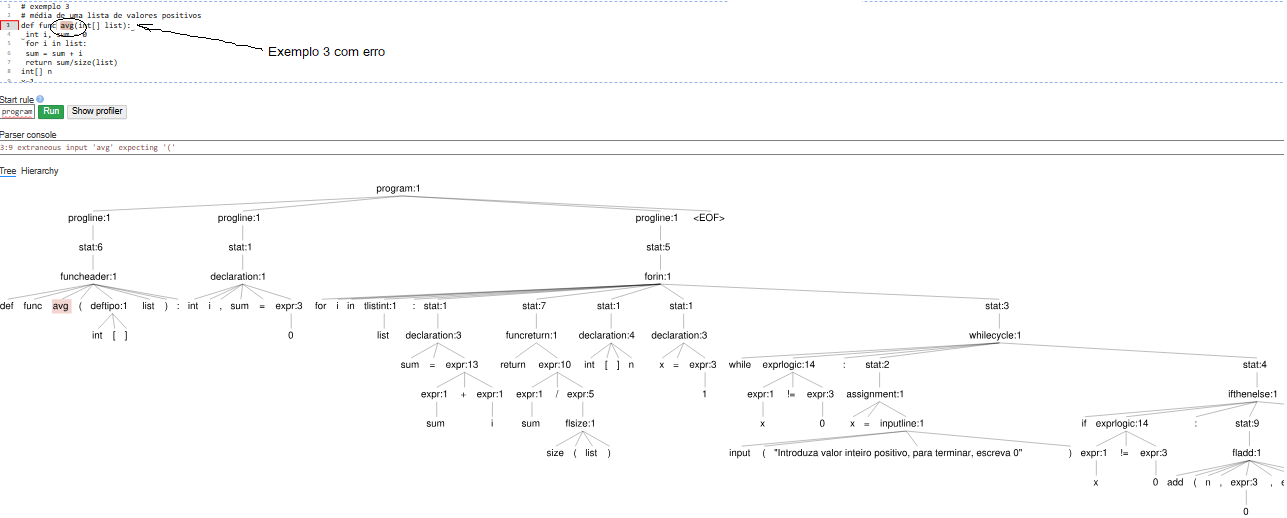 1 # exemplo 3
2 # média de uma lista de valores positivos
3 def func avg(int[] list):
4 int i, sum = 0
5 for i in list:
6 sum = sum + i
7 return sum/size(list)
8 int[] n
Exemplo 3 com erro
Start rule ?
program Run Show profiler
Parser console
3:9 extraneous input 'avg' expecting '('
Tree Hierarchy
program:1
progline:1 progline:1 progline:1 <EOF>
stat:6 stat:1 stat:5
funcheader:1 declaration:1 forin:1
def func avg ( deftipo:1 list ) : int i , sum = expr:3 for i in tlistint:1 : stat:1 stat:7 stat:1 stat:1 stat:3
int [ ] 0 list declaration:3 funcreturn:1 declaration:4 declaration:3 whilecycle:1
sum = expr:13 return expr:10 int [ ] n x = expr:3 while exprlogic:14 : stat:2 stat:4
expr:1 + expr:1 expr:1 / expr:5 1 expr:1 != expr:3 assignment:1 ifthenelse:1
sum i sum flsize:1 x 0 x = inputline:1 if exprlogic:14 : stat:9
size ( list ) input ( "Introduza valor inteiro positivo, para terminar, escreva 0" ) expr:1 != expr:3 fladd:1
x 0 add ( n , expr:3 ,
0